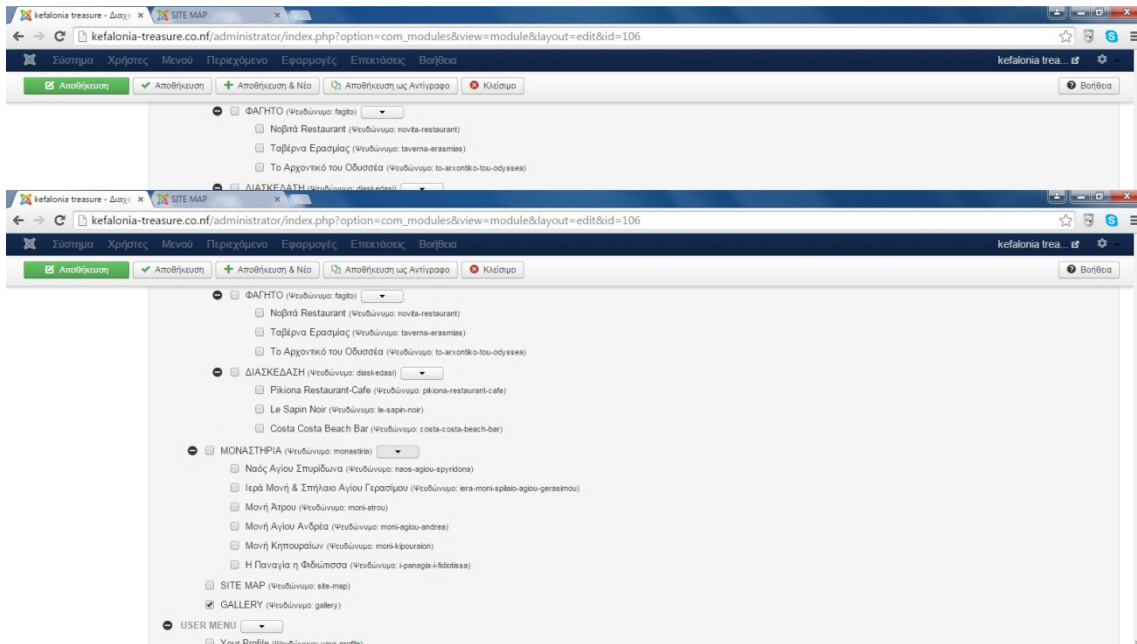 kefalonia treasure - Διαχε × SITE MAP ×
kefalonia-treasure.co.nf/administrator/index.php?option=com_modules&view=module&layout=edit&id=106
Σύστημα Χρήστες Μενού Περιεχόμενο Εφαρμογές Επεκτάσεις Βοήθεια kefalonia trea...
Αποθήκευση Αποθήκευση Αποθήκευση & Νέο Αποθήκευση ως Αντίγραφο Κλείσιμο Βοήθεια
ΦΑΓΗΤΟ (Ψευδώνυμο: fagito)
Νοβιτά Restaurant (Ψευδώνυμο: novita-restaurant)
Ταβέρνα Ερασμίας (Ψευδώνυμο: taverna-erasmias)
Το Αρχοντικό του Οδυσσέα (Ψευδώνυμο: to-arxontiko-tou-odyssea)
ΔΙΑΣΚΕΔΑΣΗ (Ψευδώνυμο: diaskedasi)
kefalonia treasure - Διαχε × SITE MAP ×
kefalonia-treasure.co.nf/administrator/index.php?option=com_modules&view=module&layout=edit&id=106
Σύστημα Χρήστες Μενού Περιεχόμενο Εφαρμογές Επεκτάσεις Βοήθεια kefalonia trea...
Αποθήκευση Αποθήκευση Αποθήκευση & Νέο Αποθήκευση ως Αντίγραφο Κλείσιμο Βοήθεια
ΦΑΓΗΤΟ (Ψευδώνυμο: fagito)
Νοβιτά Restaurant (Ψευδώνυμο: novita-restaurant)
Ταβέρνα Ερασμίας (Ψευδώνυμο: taverna-erasmias)
Το Αρχοντικό του Οδυσσέα (Ψευδώνυμο: to-arxontiko-tou-odyssea)
ΔΙΑΣΚΕΔΑΣΗ (Ψευδώνυμο: diaskedasi)
Pikiona Restaurant-Cafe (Ψευδώνυμο: pikiona-restaurant-cafe)
Le Sapin Noir (Ψευδώνυμο: le-sapin-noir)
Costa Costa Beach Bar (Ψευδώνυμο: costa-costa-beach-bar)
ΜΟΝΑΣΤΗΡΙΑ (Ψευδώνυμο: monastiria)
Ναός Αγίου Σπυρίδωνα (Ψευδώνυμο: naos-agiou-spyridona)
Ιερά Μονή & Σπήλαιο Αγίου Γερασίμου (Ψευδώνυμο: iera-moni-spilaio-agiou-gerasimou)
Μονή Άτρου (Ψευδώνυμο: moni-atrou)
Μονή Αγίου Ανδρέα (Ψευδώνυμο: moni-agiou-andrea)
Μονή Κηπουραίων (Ψευδώνυμο: moni-kipouraion)
Η Παναγία η Φιδιώτισσα (Ψευδώνυμο: i-panagia-i-fidiotissa)
SITE MAP (Ψευδώνυμο: site-map)
GALLERY (Ψευδώνυμο: gallery)
USER MENU
Your Profile (Ψευδώνυμο: your-profile)